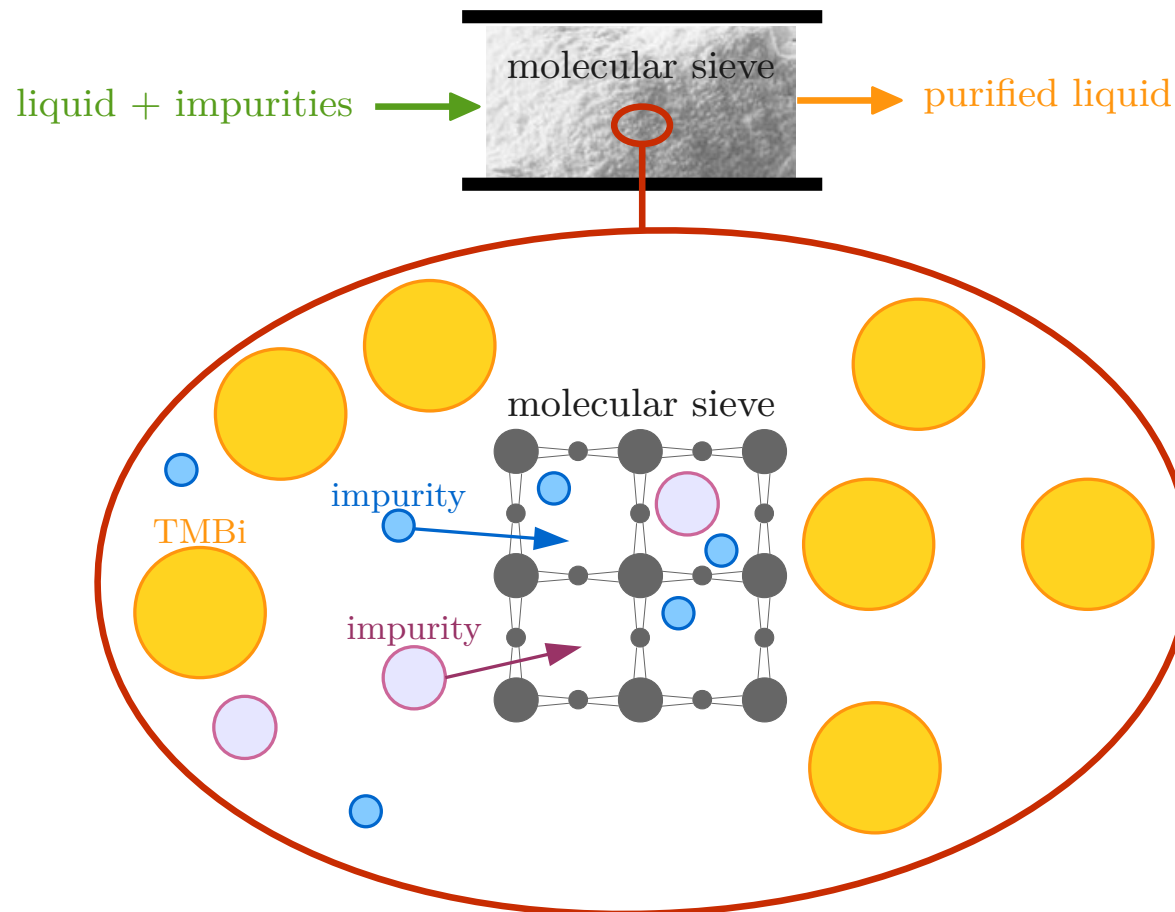 molecular sieve
liquid + impurities
purified liquid
molecular sieve
impurity
TMBi
impurity